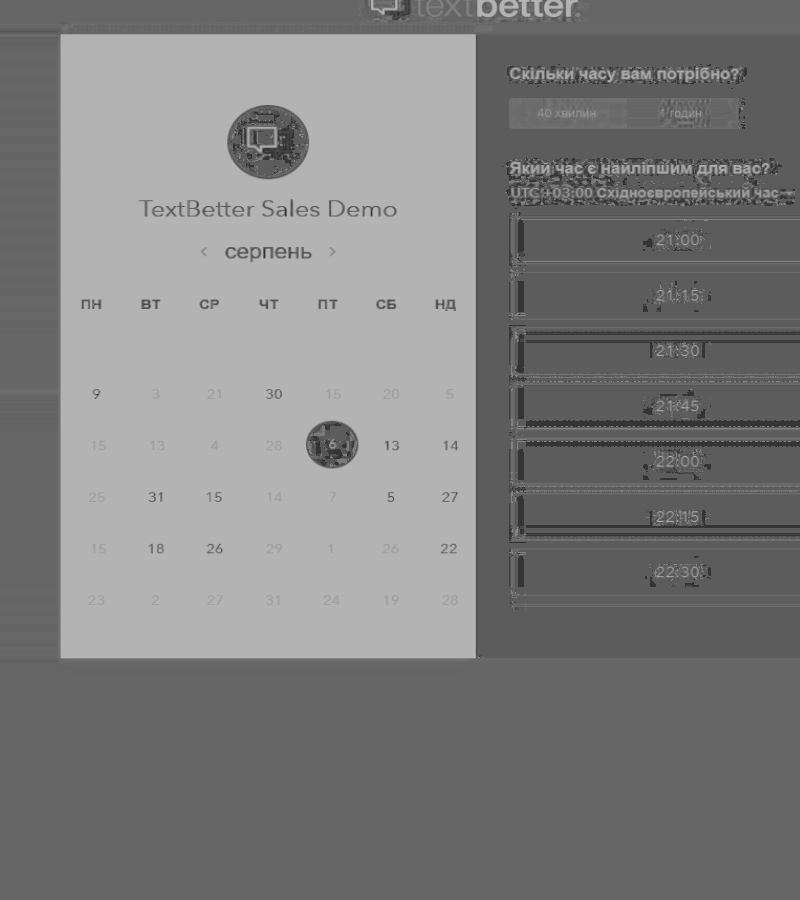 textbetter.
TextBetter Sales Demo
серпень
ПН ВТ СР ЧТ ПТ СБ НД
9 3 21 30 15 20 5
15 13 4 28 6 13 14
25 31 15 14 7 5 27
15 18 26 29 1 26 22
23 2 27 31 24 19 28
Скільки часу вам потрібно?
40 хвилин 1 годин
Який час є найліпшим для вас?
UTC +03:00 Східноєвропейський час
21:00
21:15
21:30
21:45
22:00
22:15
22:30